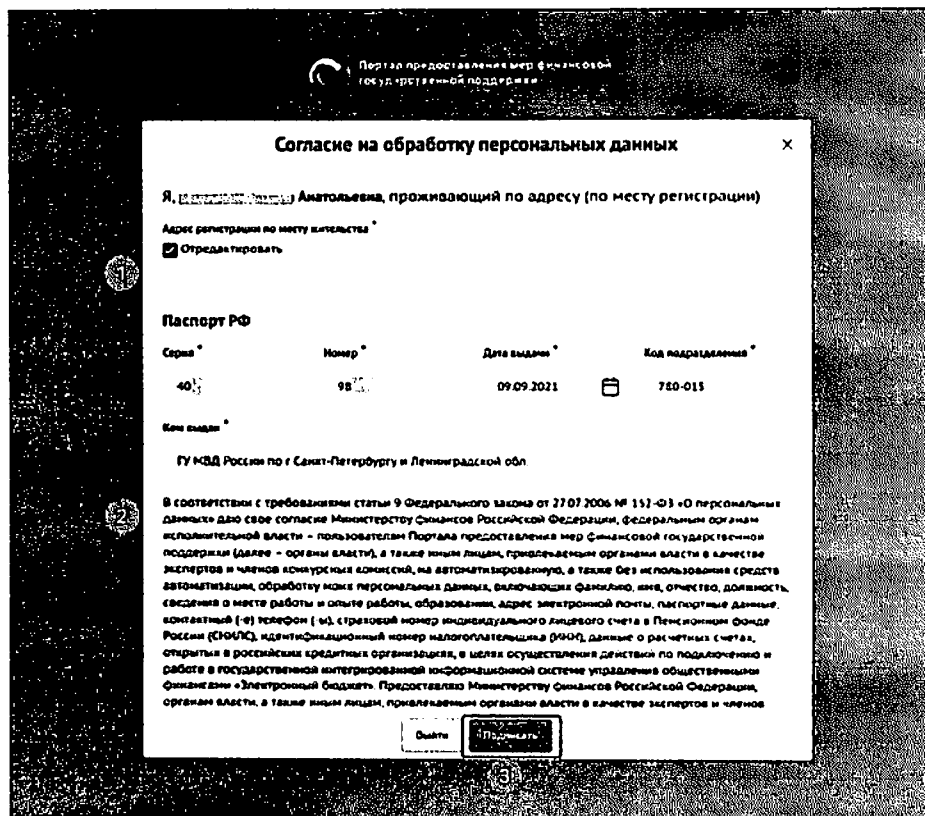 Портал предоставления мер финансовой
государственной поддержки
Согласие на обработку персональных данных ×
Я, Анатольевна, проживающий по адресу (по месту регистрации)
Адрес регистрации по месту жительства *
Отредактировать
1
Паспорт РФ
Серия * Номер * Дата выдачи * Код подразделения *
40 98 09.09.2021 780-015
Кем выдан *
ГУ МВД России по г Санкт-Петербургу и Ленинградской обл
2
В соответствии с требованиями статьи 9 Федерального закона от 27.07.2006 № 152-ФЗ «О персональных
данных» даю свое согласие Министерству финансов Российской Федерации, федеральным органам
исполнительной власти – пользователям Портала предоставления мер финансовой государственной
поддержки (далее – органы власти), а также иным лицам, привлекаемым органами власти в качестве
экспертов и членов конкурсных комиссий, на автоматизированную, а также без использования средств
автоматизации, обработку моих персональных данных, включающих фамилию, имя, отчество, должность,
сведения о месте работы и опыте работы, образовании, адрес электронной почты, паспортные данные,
контактный (-е) телефон (-ы), страховой номер индивидуального лицевого счета в Пенсионном фонде
России (СНИЛС), идентификационный номер налогоплательщика (ИНН), данные о расчетных счетах,
открытых в российских кредитных организациях, в целях осуществления действий по подключению и
работе в государственной интегрированной информационной системе управления общественными
финансами «Электронный бюджет». Предоставляю Министерству финансов Российской Федерации,
органам власти, а также иным лицам, привлекаемым органами власти в качестве экспертов и членов
Выйти Подписать
3